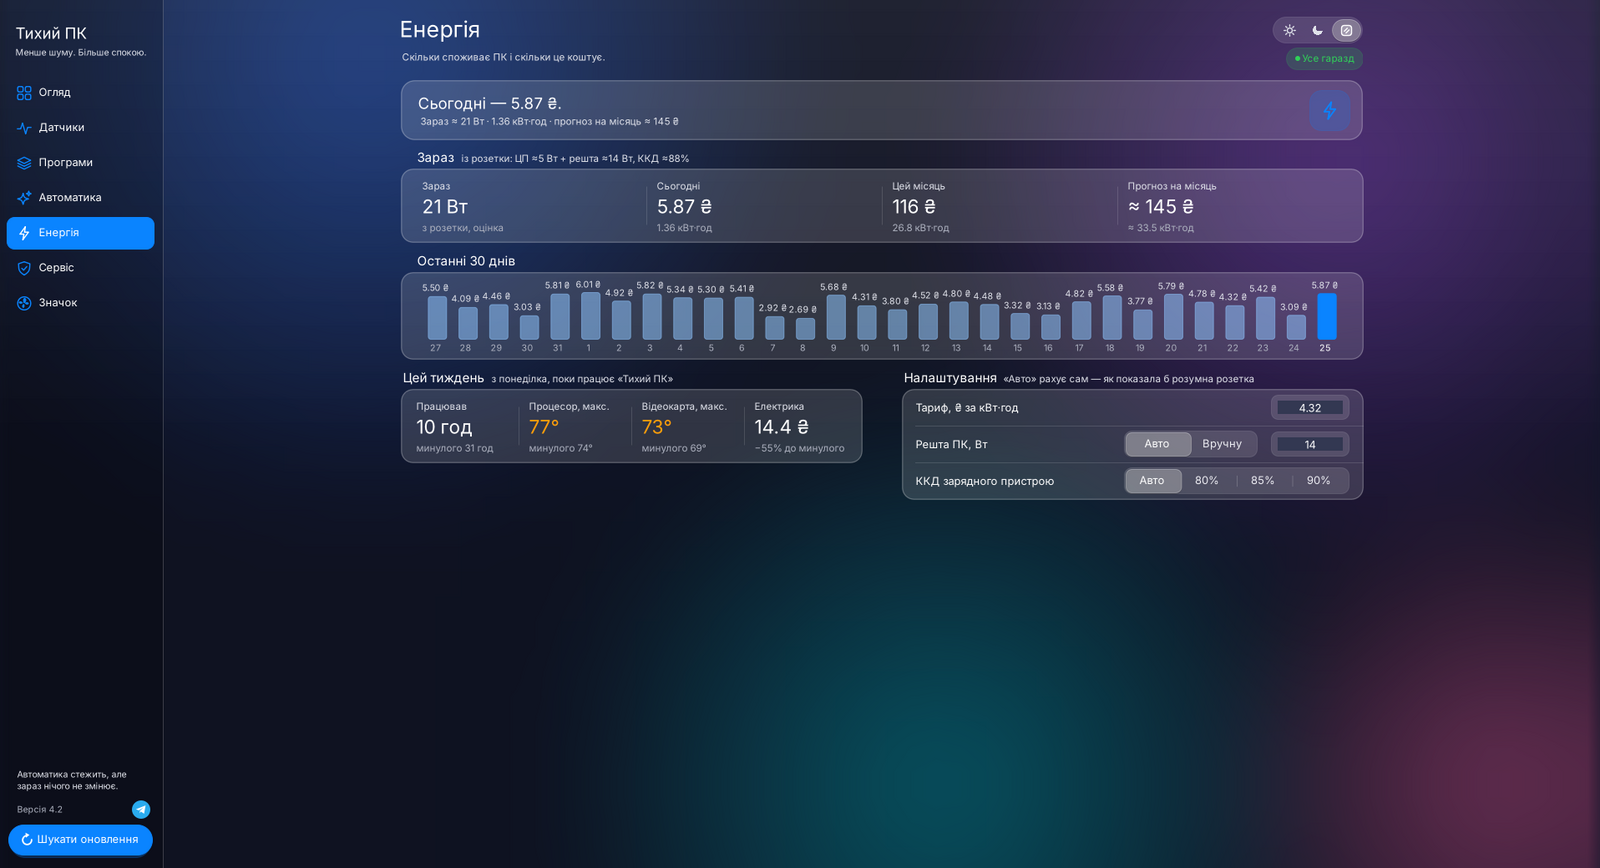 Тихий ПК
Менше шуму. Більше спокою.
Огляд
Датчики
Програми
Автоматика
Енергія
Сервіс
Значок
Автоматика стежить, але
зараз нічого не змінює.
Версія 4.2
Шукати оновлення
Енергія
Скільки споживає ПК і скільки це коштує.
Усе гаразд
Сьогодні — 5.87 ₴.
Зараз ≈ 21 Вт · 1.36 кВт·год · прогноз на місяць ≈ 145 ₴
Зараз із розетки: ЦП ≈5 Вт + решта ≈14 Вт, ККД ≈88%
Зараз Сьогодні Цей місяць Прогноз на місяць
21 Вт 5.87 ₴ 116 ₴ ≈ 145 ₴
з розетки, оцінка 1.36 кВт·год 26.8 кВт·год ≈ 33.5 кВт·год
Останні 30 днів
5.50 ₴ 4.09 ₴ 4.46 ₴ 3.03 ₴ 5.81 ₴ 6.01 ₴ 4.92 ₴ 5.82 ₴ 5.34 ₴ 5.30 ₴ 5.41 ₴ 2.92 ₴ 2.69 ₴ 5.68 ₴ 4.31 ₴ 3.80 ₴ 4.52 ₴ 4.80 ₴ 4.48 ₴ 3.32 ₴ 3.13 ₴ 4.82 ₴ 5.58 ₴ 3.77 ₴ 5.79 ₴ 4.78 ₴ 4.32 ₴ 5.42 ₴ 3.09 ₴ 5.87 ₴
27 28 29 30 31 1 2 3 4 5 6 7 8 9 10 11 12 13 14 15 16 17 18 19 20 21 22 23 24 25
Цей тиждень з понеділка, поки працює «Тихий ПК»
Працював Процесор, макс. Відеокарта, макс. Електрика
10 год 77° 73° 14.4 ₴
минулого 31 год минулого 74° минулого 69° −55% до минулого
Налаштування «Авто» рахує сам — як показала б розумна розетка
Тариф, ₴ за кВт·год 4.32
Решта ПК, Вт Авто Вручну 14
ККД зарядного пристрою Авто 80% 85% 90%